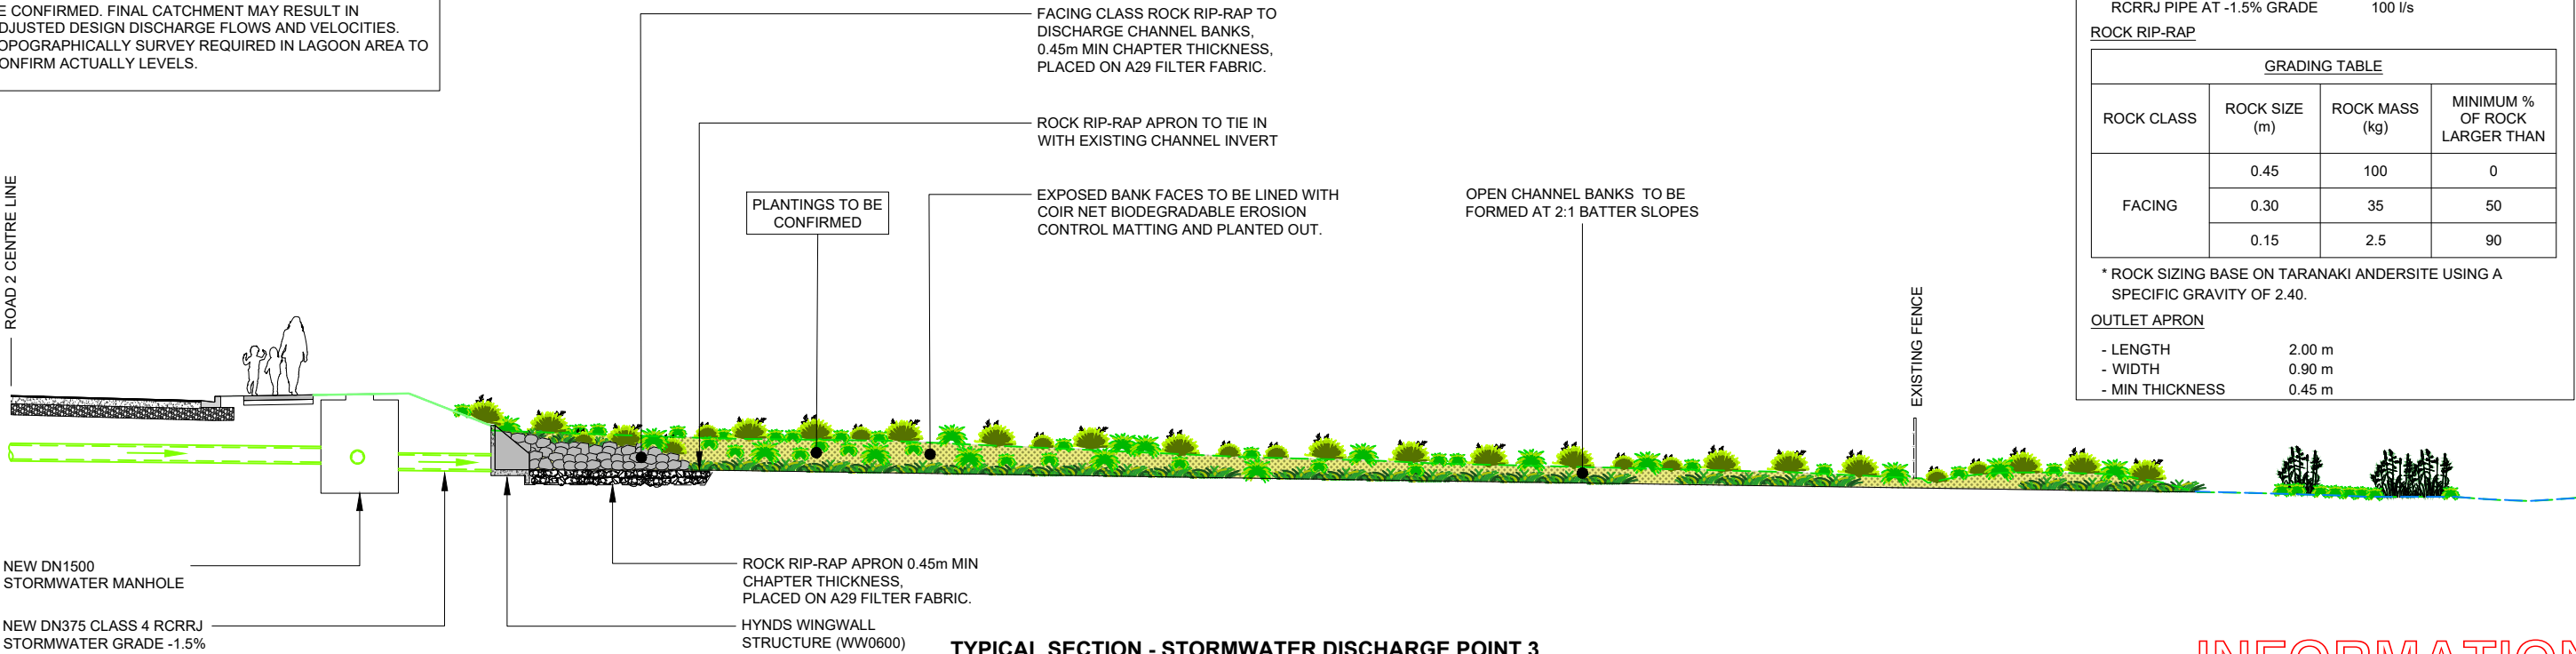 CONFIRMED. FINAL CATCHMENT MAY RESULT IN
DESIGN DISCHARGE FLOWS AND VELOCITIES.
SURVEY REQUIRED IN LAGOON AREA TO
ACTUALLY LEVELS.
FACING CLASS ROCK RIP-RAP TO
DISCHARGE CHANNEL BANKS,
0.45m MIN CHAPTER THICKNESS,
PLACED ON A29 FILTER FABRIC.
ROCK RIP-RAP APRON TO TIE IN
WITH EXISTING CHANNEL INVERT
PLANTINGS TO BE
CONFIRMED
EXPOSED BANK FACES TO BE LINED WITH
COIR NET BIODEGRADABLE EROSION
CONTROL MATTING AND PLANTED OUT.
OPEN CHANNEL BANKS TO BE
FORMED AT 2:1 BATTER SLOPES
ROAD 2 CENTRE LINE
EXISTING FENCE
NEW DN1500
STORMWATER MANHOLE
NEW DN375 CLASS 4 RCRRJ
STORMWATER GRADE -1.5%
ROCK RIP-RAP APRON 0.45m MIN
CHAPTER THICKNESS,
PLACED ON A29 FILTER FABRIC.
HYNDS WINGWALL
STRUCTURE (WW0600)
TYPICAL SECTION - STORMWATER DISCHARGE POINT 3
RCRRJ PIPE AT -1.5% GRADE 100 l/s
ROCK RIP-RAP
GRADING TABLE
ROCK CLASS ROCK SIZE (m) ROCK MASS (kg) MINIMUM % OF ROCK LARGER THAN
FACING
0.45 100 0
0.30 35 50
0.15 2.5 90
* ROCK SIZING BASE ON TARANAKI ANDERSITE USING A
SPECIFIC GRAVITY OF 2.40.
OUTLET APRON
- LENGTH 2.00 m
- WIDTH 0.90 m
- MIN THICKNESS 0.45 m
INFORMATION